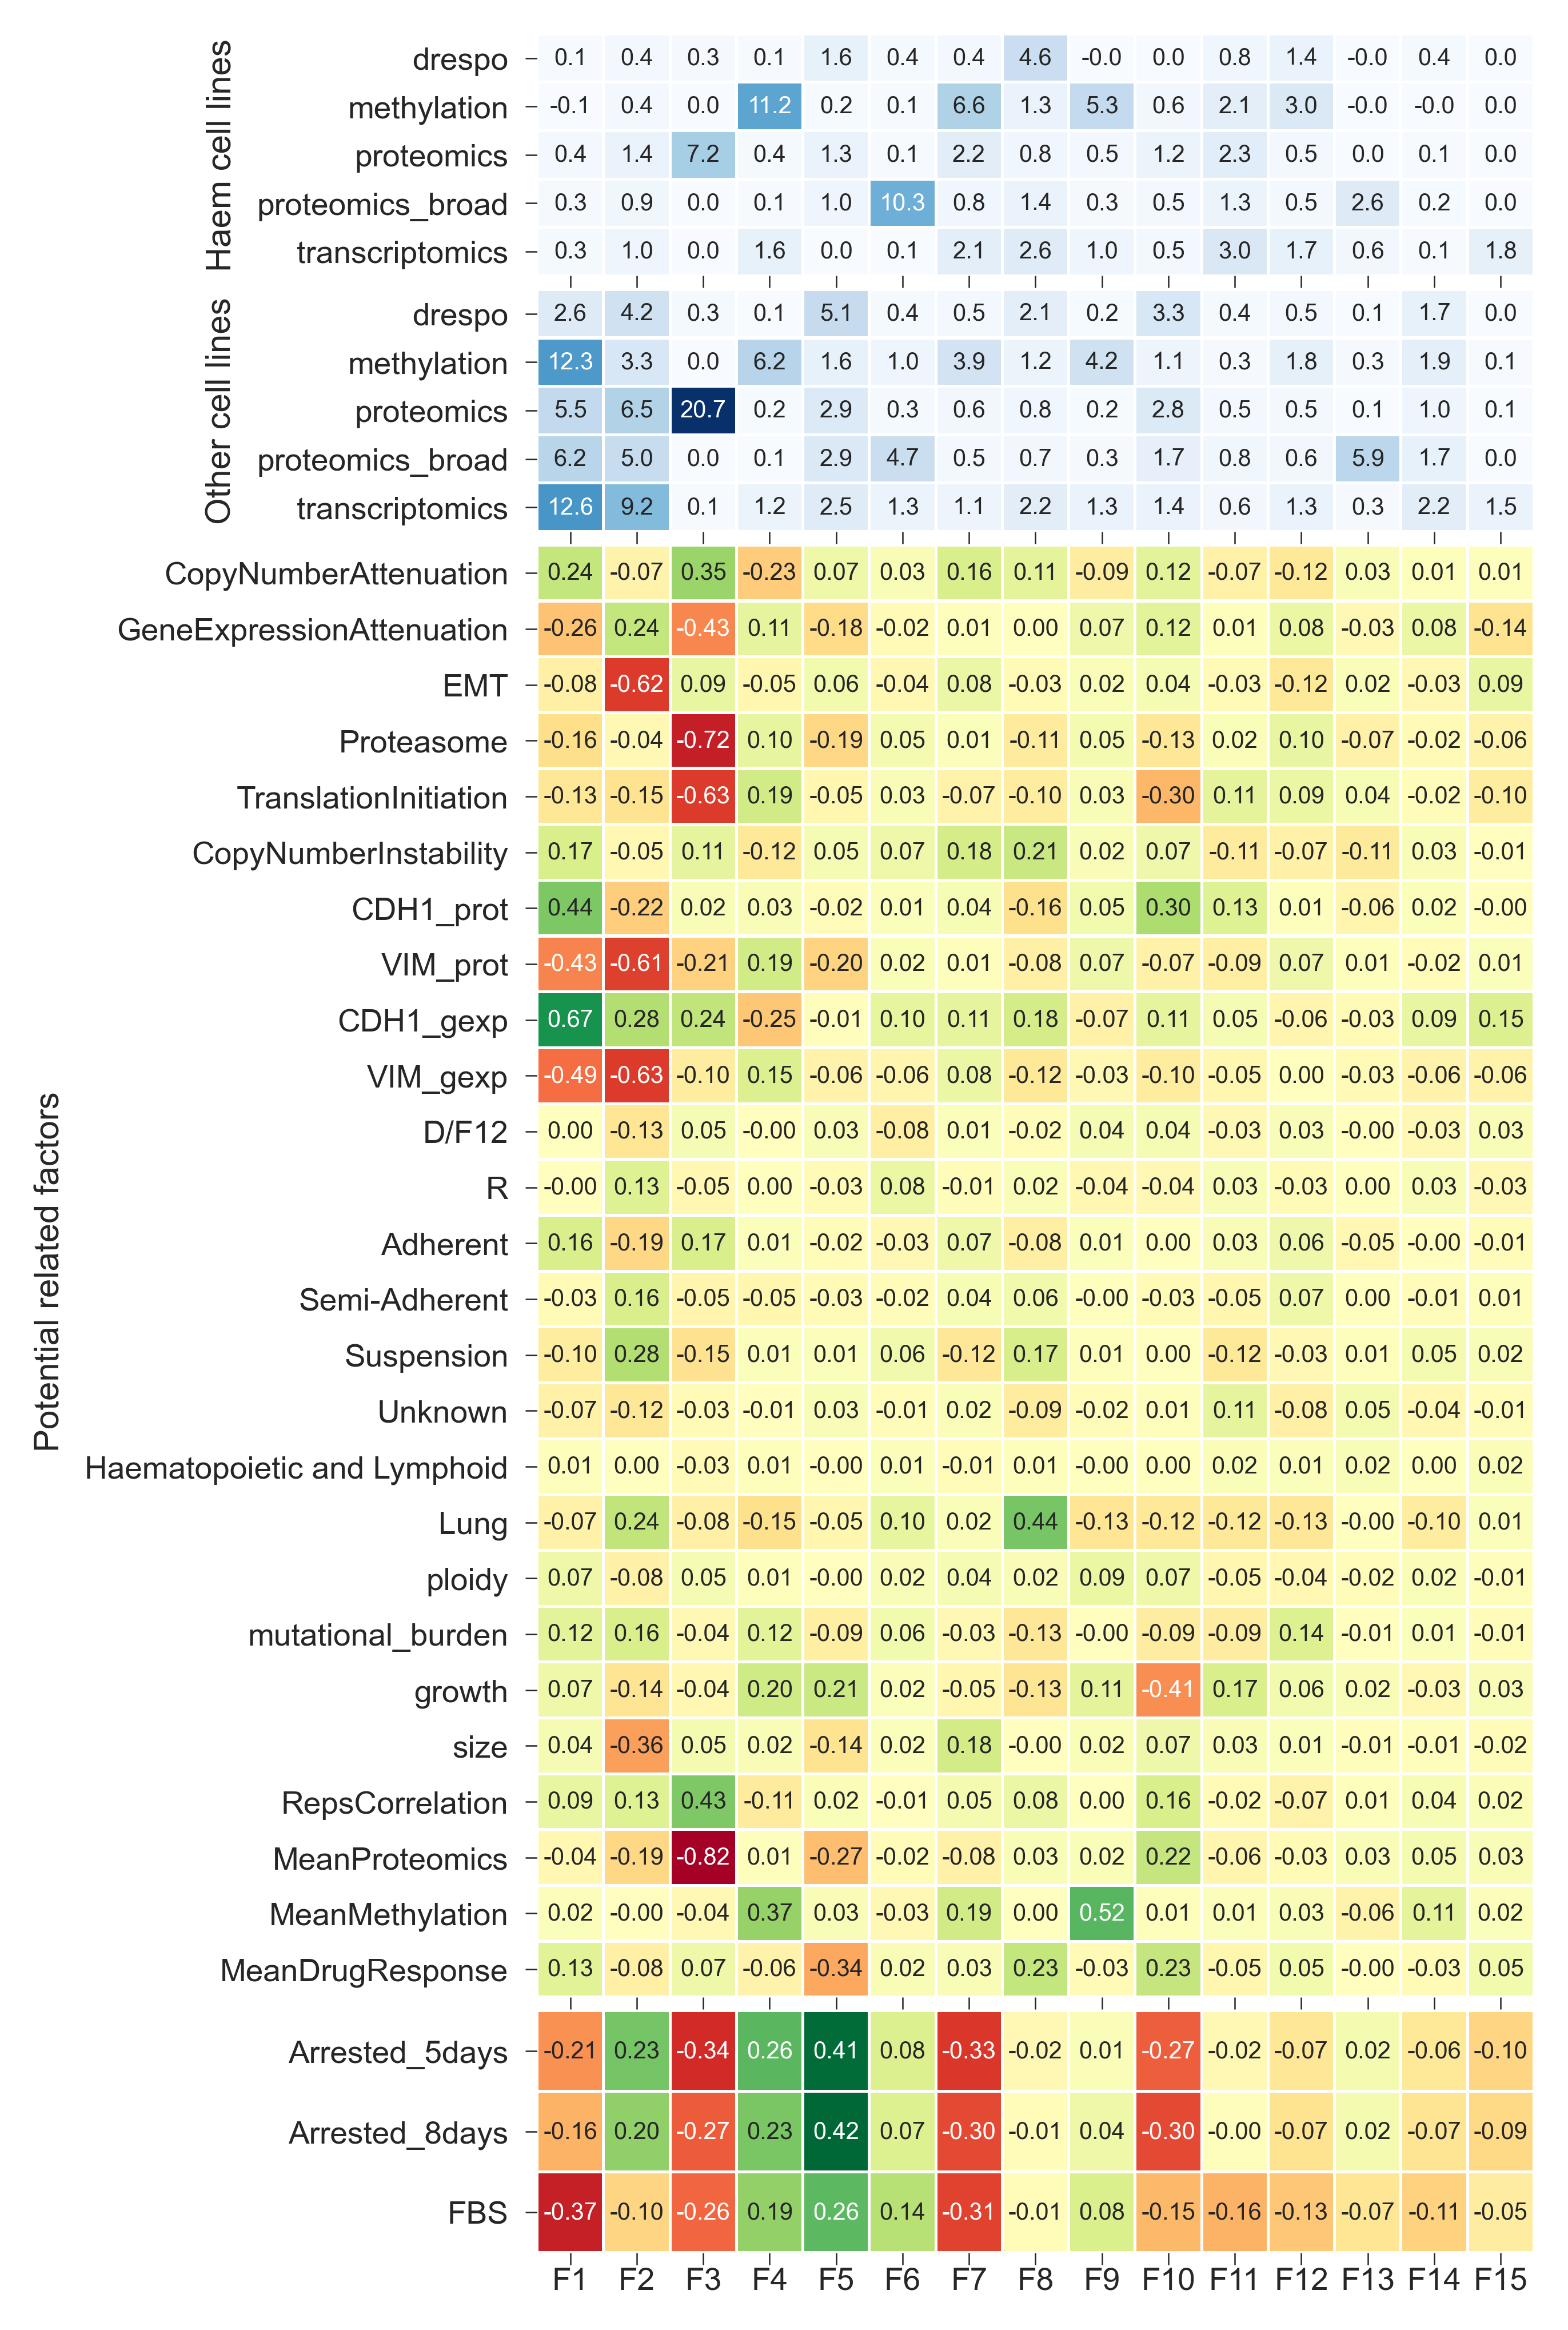 Haem cell lines
drespo 0.1 0.4 0.3 0.1 1.6 0.4 0.4 4.6 -0.0 0.0 0.8 1.4 -0.0 0.4 0.0
methylation -0.1 0.4 0.0 11.2 0.2 0.1 6.6 1.3 5.3 0.6 2.1 3.0 -0.0 -0.0 0.0
proteomics 0.4 1.4 7.2 0.4 1.3 0.1 2.2 0.8 0.5 1.2 2.3 0.5 0.0 0.1 0.0
proteomics_broad 0.3 0.9 0.0 0.1 1.0 10.3 0.8 1.4 0.3 0.5 1.3 0.5 2.6 0.2 0.0
transcriptomics 0.3 1.0 0.0 1.6 0.0 0.1 2.1 2.6 1.0 0.5 3.0 1.7 0.6 0.1 1.8
Other cell lines
drespo 2.6 4.2 0.3 0.1 5.1 0.4 0.5 2.1 0.2 3.3 0.4 0.5 0.1 1.7 0.0
methylation 12.3 3.3 0.0 6.2 1.6 1.0 3.9 1.2 4.2 1.1 0.3 1.8 0.3 1.9 0.1
proteomics 5.5 6.5 20.7 0.2 2.9 0.3 0.6 0.8 0.2 2.8 0.5 0.5 0.1 1.0 0.1
proteomics_broad 6.2 5.0 0.0 0.1 2.9 4.7 0.5 0.7 0.3 1.7 0.8 0.6 5.9 1.7 0.0
transcriptomics 12.6 9.2 0.1 1.2 2.5 1.3 1.1 2.2 1.3 1.4 0.6 1.3 0.3 2.2 1.5
Potential related factors
CopyNumberAttenuation 0.24 -0.07 0.35 -0.23 0.07 0.03 0.16 0.11 -0.09 0.12 -0.07 -0.12 0.03 0.01 0.01
GeneExpressionAttenuation -0.26 0.24 -0.43 0.11 -0.18 -0.02 0.01 0.00 0.07 0.12 0.01 0.08 -0.03 0.08 -0.14
EMT -0.08 -0.62 0.09 -0.05 0.06 -0.04 0.08 -0.03 0.02 0.04 -0.03 -0.12 0.02 -0.03 0.09
Proteasome -0.16 -0.04 -0.72 0.10 -0.19 0.05 0.01 -0.11 0.05 -0.13 0.02 0.10 -0.07 -0.02 -0.06
TranslationInitiation -0.13 -0.15 -0.63 0.19 -0.05 0.03 -0.07 -0.10 0.03 -0.30 0.11 0.09 0.04 -0.02 -0.10
CopyNumberInstability 0.17 -0.05 0.11 -0.12 0.05 0.07 0.18 0.21 0.02 0.07 -0.11 -0.07 -0.11 0.03 -0.01
CDH1_prot 0.44 -0.22 0.02 0.03 -0.02 0.01 0.04 -0.16 0.05 0.30 0.13 0.01 -0.06 0.02 -0.00
VIM_prot -0.43 -0.61 -0.21 0.19 -0.20 0.02 0.01 -0.08 0.07 -0.07 -0.09 0.07 0.01 -0.02 0.01
CDH1_gexp 0.67 0.28 0.24 -0.25 -0.01 0.10 0.11 0.18 -0.07 0.11 0.05 -0.06 -0.03 0.09 0.15
VIM_gexp -0.49 -0.63 -0.10 0.15 -0.06 -0.06 0.08 -0.12 -0.03 -0.10 -0.05 0.00 -0.03 -0.06 -0.06
D/F12 0.00 -0.13 0.05 -0.00 0.03 -0.08 0.01 -0.02 0.04 0.04 -0.03 0.03 -0.00 -0.03 0.03
R -0.00 0.13 -0.05 0.00 -0.03 0.08 -0.01 0.02 -0.04 -0.04 0.03 -0.03 0.00 0.03 -0.03
Adherent 0.16 -0.19 0.17 0.01 -0.02 -0.03 0.07 -0.08 0.01 0.00 0.03 0.06 -0.05 -0.00 -0.01
Semi-Adherent -0.03 0.16 -0.05 -0.05 -0.03 -0.02 0.04 0.06 -0.00 -0.03 -0.05 0.07 0.00 -0.01 0.01
Suspension -0.10 0.28 -0.15 0.01 0.01 0.06 -0.12 0.17 0.01 0.00 -0.12 -0.03 0.01 0.05 0.02
Unknown -0.07 -0.12 -0.03 -0.01 0.03 -0.01 0.02 -0.09 -0.02 0.01 0.11 -0.08 0.05 -0.04 -0.01
Haematopoietic and Lymphoid 0.01 0.00 -0.03 0.01 -0.00 0.01 -0.01 0.01 -0.00 0.00 0.02 0.01 0.02 0.00 0.02
Lung -0.07 0.24 -0.08 -0.15 -0.05 0.10 0.02 0.44 -0.13 -0.12 -0.12 -0.13 -0.00 -0.10 0.01
ploidy 0.07 -0.08 0.05 0.01 -0.00 0.02 0.04 0.02 0.09 0.07 -0.05 -0.04 -0.02 0.02 -0.01
mutational_burden 0.12 0.16 -0.04 0.12 -0.09 0.06 -0.03 -0.13 -0.00 -0.09 -0.09 0.14 -0.01 0.01 -0.01
growth 0.07 -0.14 -0.04 0.20 0.21 0.02 -0.05 -0.13 0.11 -0.41 0.17 0.06 0.02 -0.03 0.03
size 0.04 -0.36 0.05 0.02 -0.14 0.02 0.18 -0.00 0.02 0.07 0.03 0.01 -0.01 -0.01 -0.02
RepsCorrelation 0.09 0.13 0.43 -0.11 0.02 -0.01 0.05 0.08 0.00 0.16 -0.02 -0.07 0.01 0.04 0.02
MeanProteomics -0.04 -0.19 -0.82 0.01 -0.27 -0.02 -0.08 0.03 0.02 0.22 -0.06 -0.03 0.03 0.05 0.03
MeanMethylation 0.02 -0.00 -0.04 0.37 0.03 -0.03 0.19 0.00 0.52 0.01 0.01 0.03 -0.06 0.11 0.02
MeanDrugResponse 0.13 -0.08 0.07 -0.06 -0.34 0.02 0.03 0.23 -0.03 0.23 -0.05 0.05 -0.00 -0.03 0.05
Arrested_5days -0.21 0.23 -0.34 0.26 0.41 0.08 -0.33 -0.02 0.01 -0.27 -0.02 -0.07 0.02 -0.06 -0.10
Arrested_8days -0.16 0.20 -0.27 0.23 0.42 0.07 -0.30 -0.01 0.04 -0.30 -0.00 -0.07 0.02 -0.07 -0.09
FBS -0.37 -0.10 -0.26 0.19 0.26 0.14 -0.31 -0.01 0.08 -0.15 -0.16 -0.13 -0.07 -0.11 -0.05
F1 F2 F3 F4 F5 F6 F7 F8 F9 F10 F11 F12 F13 F14 F15